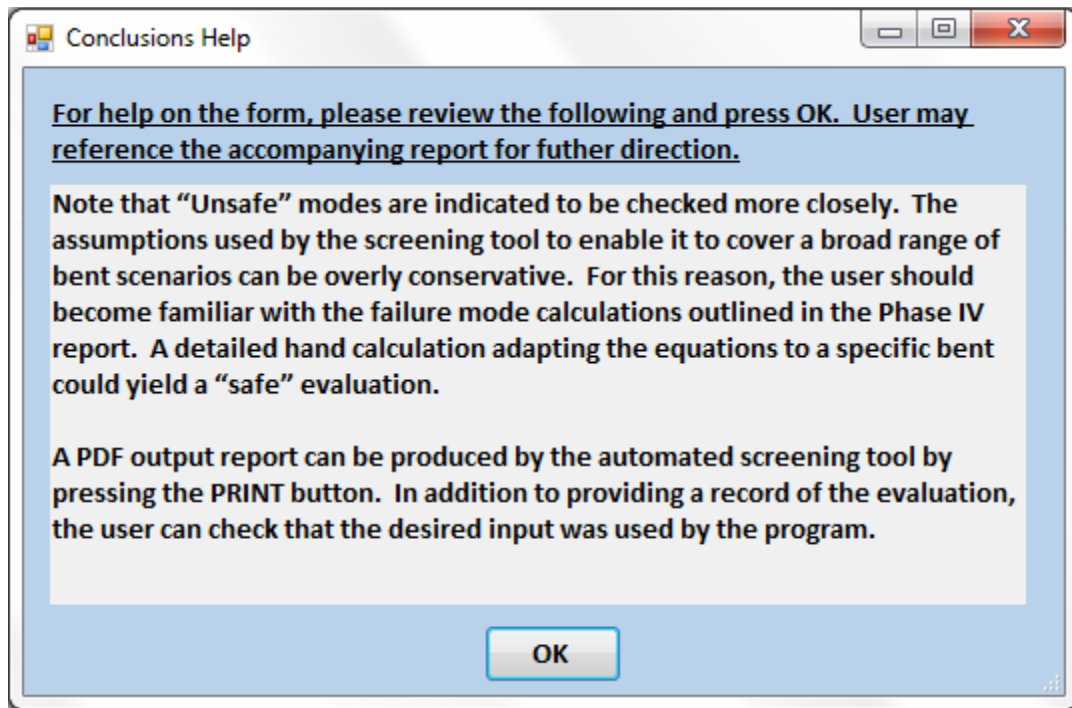 Conclusions Help
For help on the form, please review the following and press OK.  User may
reference the accompanying report for futher direction.
Note that “Unsafe” modes are indicated to be checked more closely.  The
assumptions used by the screening tool to enable it to cover a broad range of
bent scenarios can be overly conservative.  For this reason, the user should
become familiar with the failure mode calculations outlined in the Phase IV
report.  A detailed hand calculation adapting the equations to a specific bent
could yield a “safe” evaluation.
A PDF output report can be produced by the automated screening tool by
pressing the PRINT button.  In addition to providing a record of the evaluation,
the user can check that the desired input was used by the program.
OK